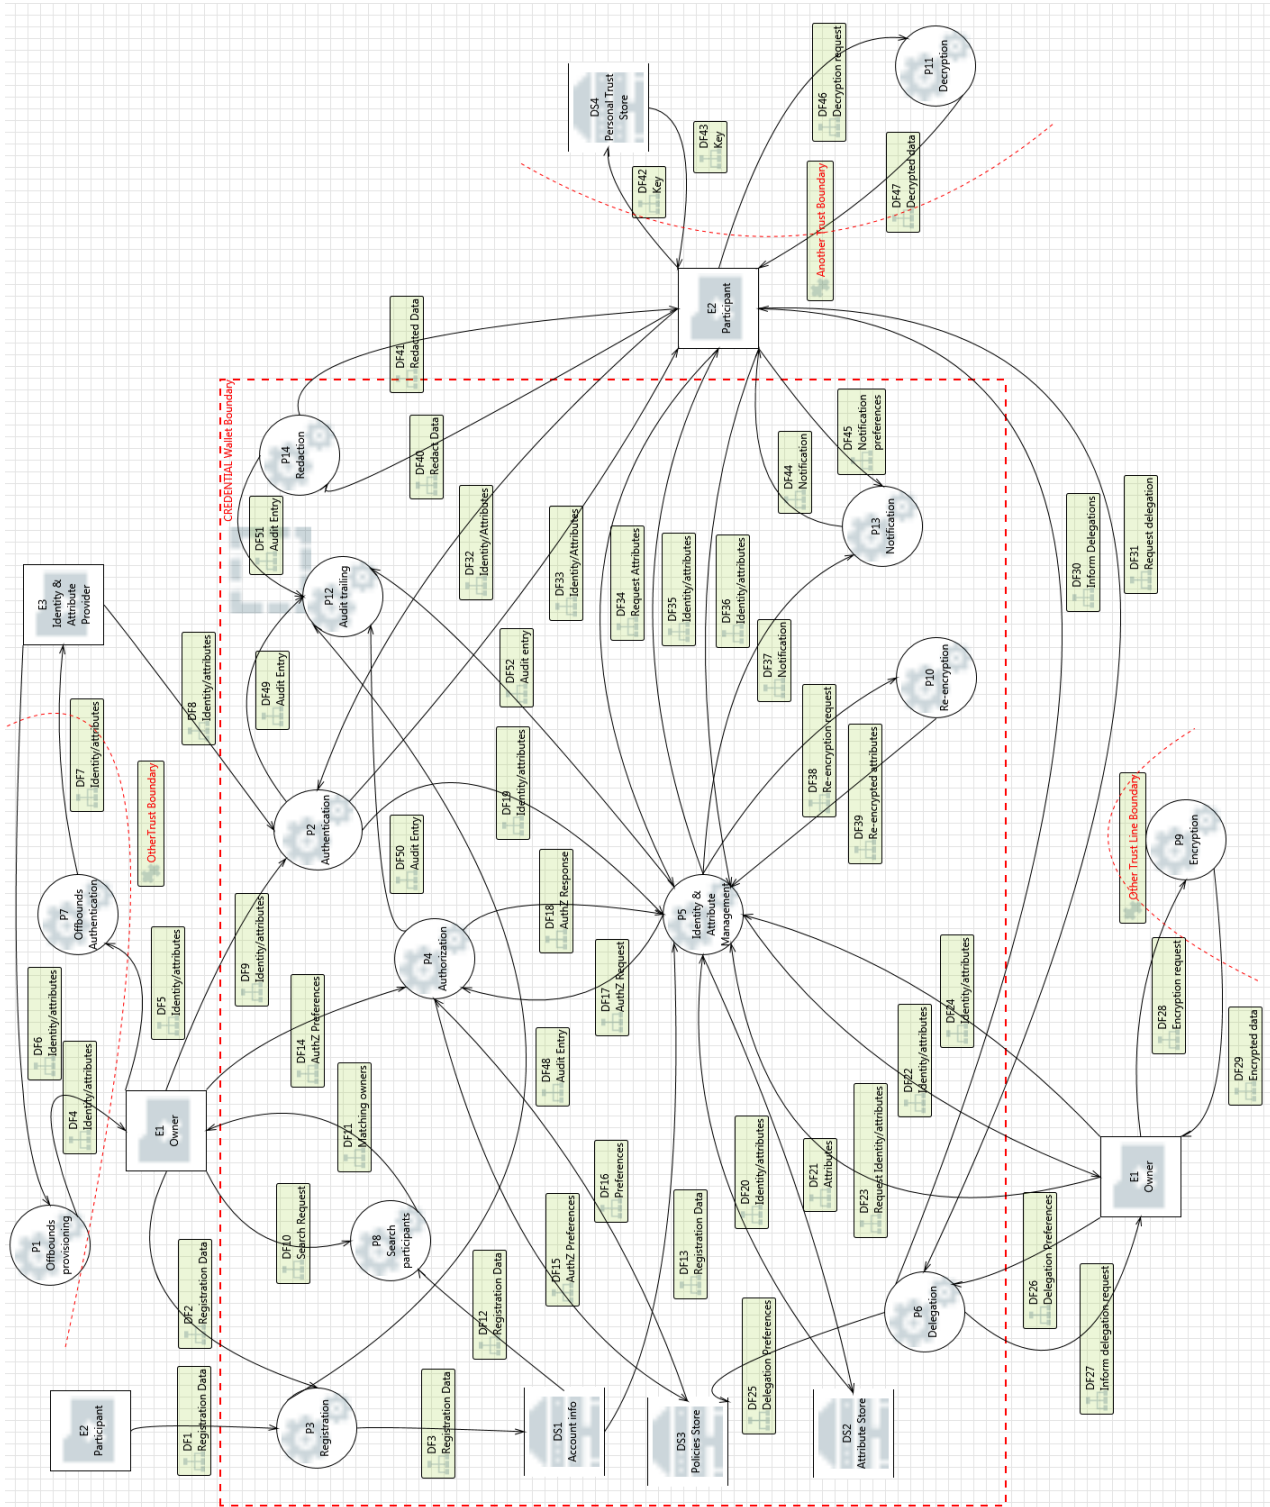 E2
Participant
DF1
Registration Data
P3
Registration
DF3
Registration Data
DS1
Account info
DS3
Policies Store
DS2
Attribute Store
DF2
Registration Data
DF10
Search Request
DF12
Registration Data
DF15
AuthZ Preferences
DF16
Preferences
DF13
Registration Data
DF25
Delegation Preferences
P6
Delegation
DF26
Delegation Preferences
DF27
Inform delegation request
P1
Offbounds
provisioning
E1
Owner
P8
Search
participants
DF11
Matching owners
DF20
Identity/attributes
DF21
Attributes
DF23
Request Identity/attributes
DF22
Identity/attributes
DF24
Identity/attributes
E1
Owner
DF29
Encrypted data
DF28
Encryption request
DF6
Identity/attributes
DF4
Identity/attributes
DF5
Identity/attributes
DF9
Identity/attributes
DF14
AuthZ Preferences
DF48
Audit Entry
DF17
AuthZ Request
DF18
AuthZ Response
P4
Authorization
P5
Identity &
Attribute
Management
P7
Offbounds
Authentication
OtherTrust Boundary
P2
Authentication
DF50
Audit Entry
DF19
Identity/attributes
DF38
Re-encryption request
DF39
Re-encrypted attributes
Other Trust Line Boundary
P9
Encryption
DF7
Identity/attributes
DF8
Identity/attributes
DF49
Audit Entry
DF52
Audit entry
DF37
Notification
P10
Re-encryption
E3
Identity &
Attribute
Provider
P12
Audit trailing
DF51
Audit Entry
DF32
Identity/Attributes
DF33
Identity/Attributes
DF34
Request Attributes
DF35
Identity/attributes
DF36
Identity/attributes
P13
Notification
DF30
Inform Delegations
DF31
Request delegation
CREDENTIAL Wallet Boundary
P14
Redaction
DF40
Redact Data
DF44
Notification
DF45
Notification
preferences
DF41
Redacted Data
E2
Participant
Another Trust Boundary
DF42
Key
DF43
Key
DF47
Decrypted data
DS4
Personal Trust
Store
DF46
Decryption request
P11
Decryption